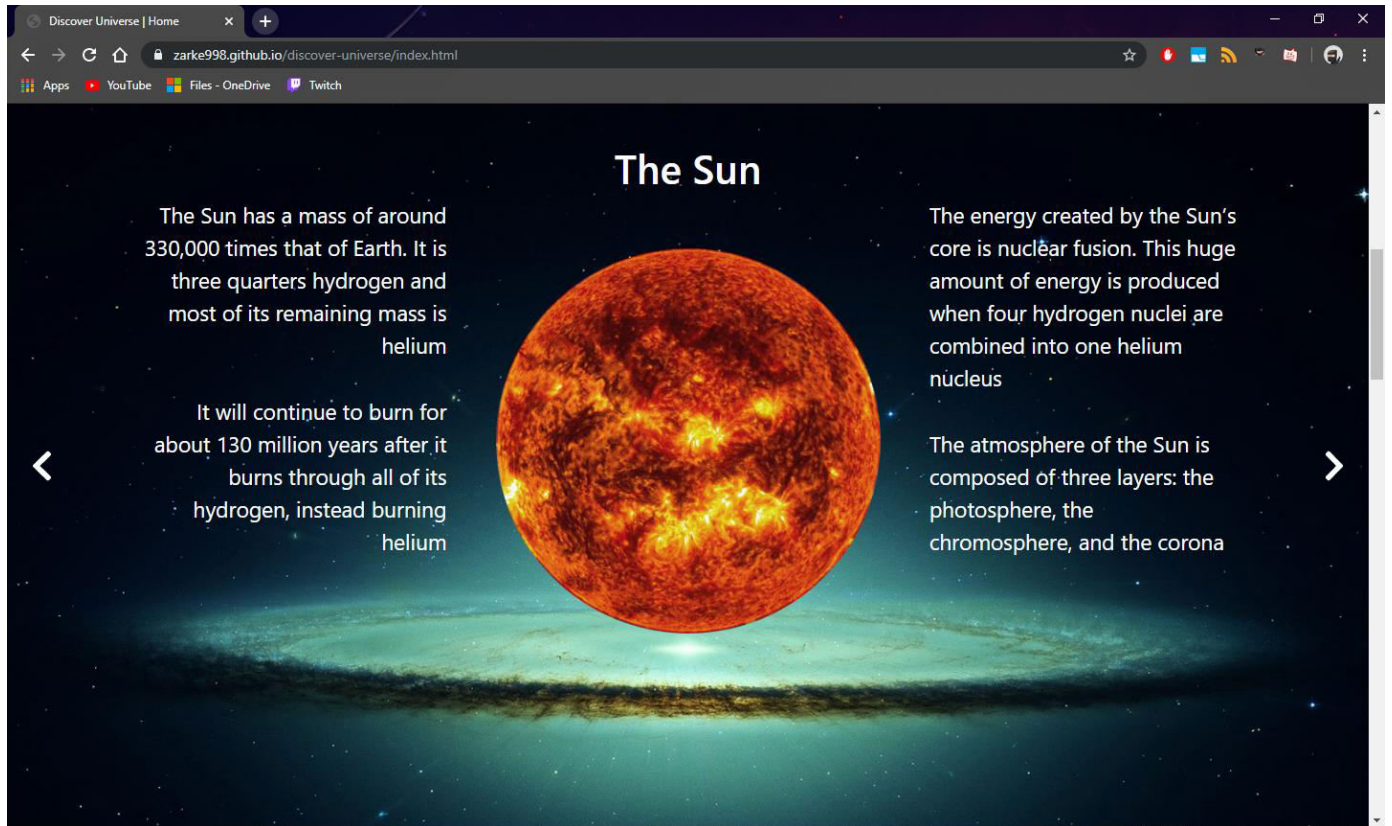 Discover Universe | Home
zarke998.github.io/discover-universe/index.html
Apps
YouTube
Files - OneDrive
Twitch
The Sun
The Sun has a mass of around
330,000 times that of Earth. It is
three quarters hydrogen and
most of its remaining mass is
helium
It will continue to burn for
about 130 million years after it
burns through all of its
hydrogen, instead burning
helium
The energy created by the Sun’s
core is nuclear fusion. This huge
amount of energy is produced
when four hydrogen nuclei are
combined into one helium
nucleus
The atmosphere of the Sun is
composed of three layers: the
photosphere, the
chromosphere, and the corona